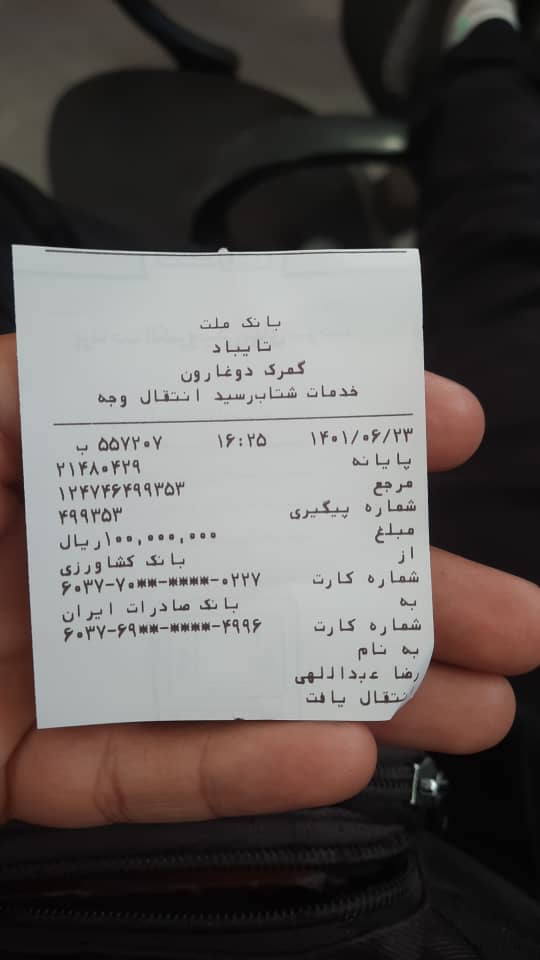 بانک ملت
تایباد
گمرک دوغارون
خدمات شتاب‌رسید انتقال وجه
۱۴۰۱/۰۶/۲۳ ۱۶:۲۵ ۵۵۷۲۰۷ ب
پایانه ۲۱۴۸۰۴۲۹
مرجع ۱۲۴۷۴۶۴۹۹۳۵۳
شماره پیگیری ۴۹۹۳۵۳
مبلغ ۱۰۰,۰۰۰,۰۰۰ریال
از بانک کشاورزی
شماره کارت ۶۰۳۷-۷۰**-****-۰۲۲۷
به بانک صادرات ایران
شماره کارت ۶۰۳۷-۶۹**-****-۴۹۹۶
به نام
رضا عبداللهی
انتقال یافت